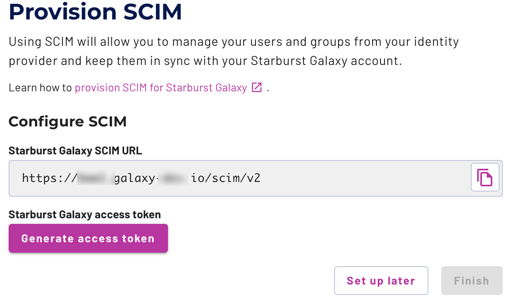 Provision SCIM
Using SCIM will allow you to manage your users and groups from your identity
provider and keep them in sync with your Starburst Galaxy account.
Learn how to provision SCIM for Starburst Galaxy .
Configure SCIM
Starburst Galaxy SCIM URL
https:// galaxy- io/scim/v2
Starburst Galaxy access token
Generate access token
Set up later
Finish